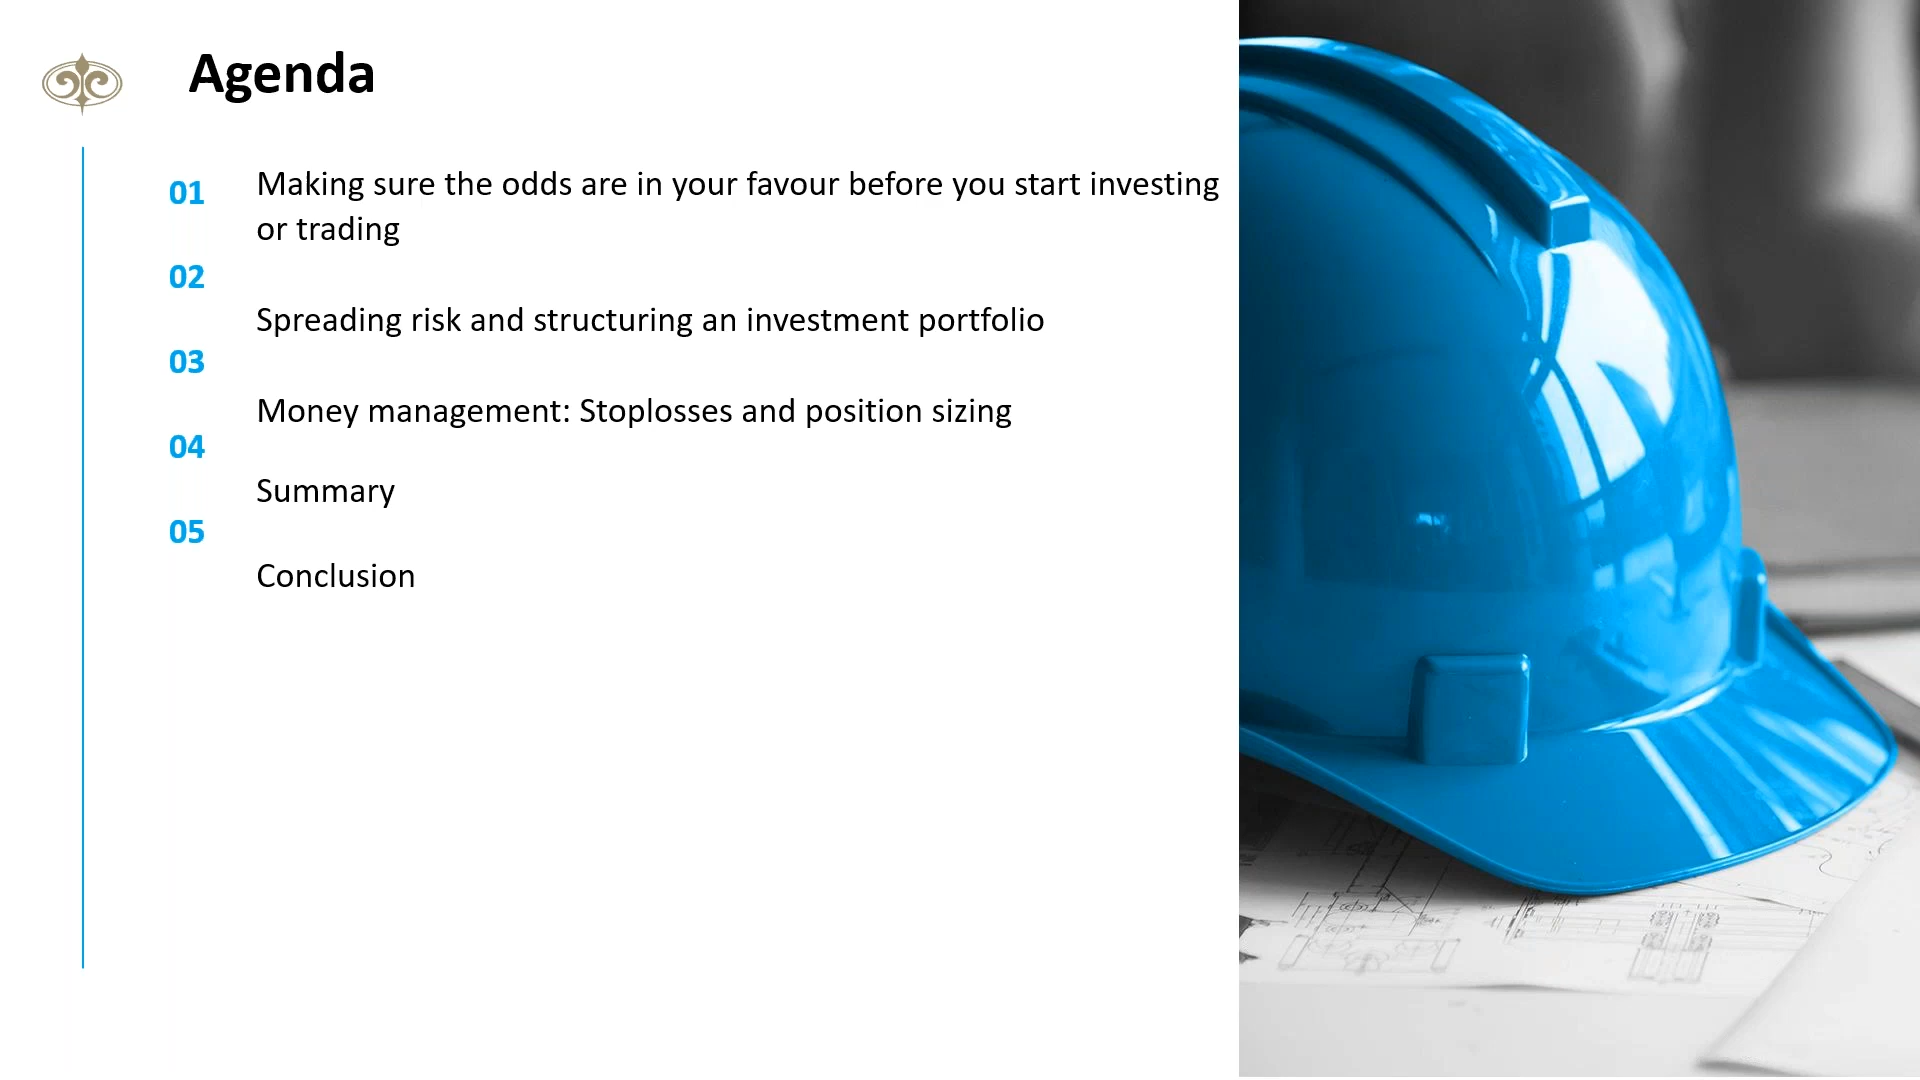 Agenda
01 Making sure the odds are in your favour before you start investing
or trading
02
Spreading risk and structuring an investment portfolio
03
Money management: Stoplosses and position sizing
04
Summary
05
Conclusion